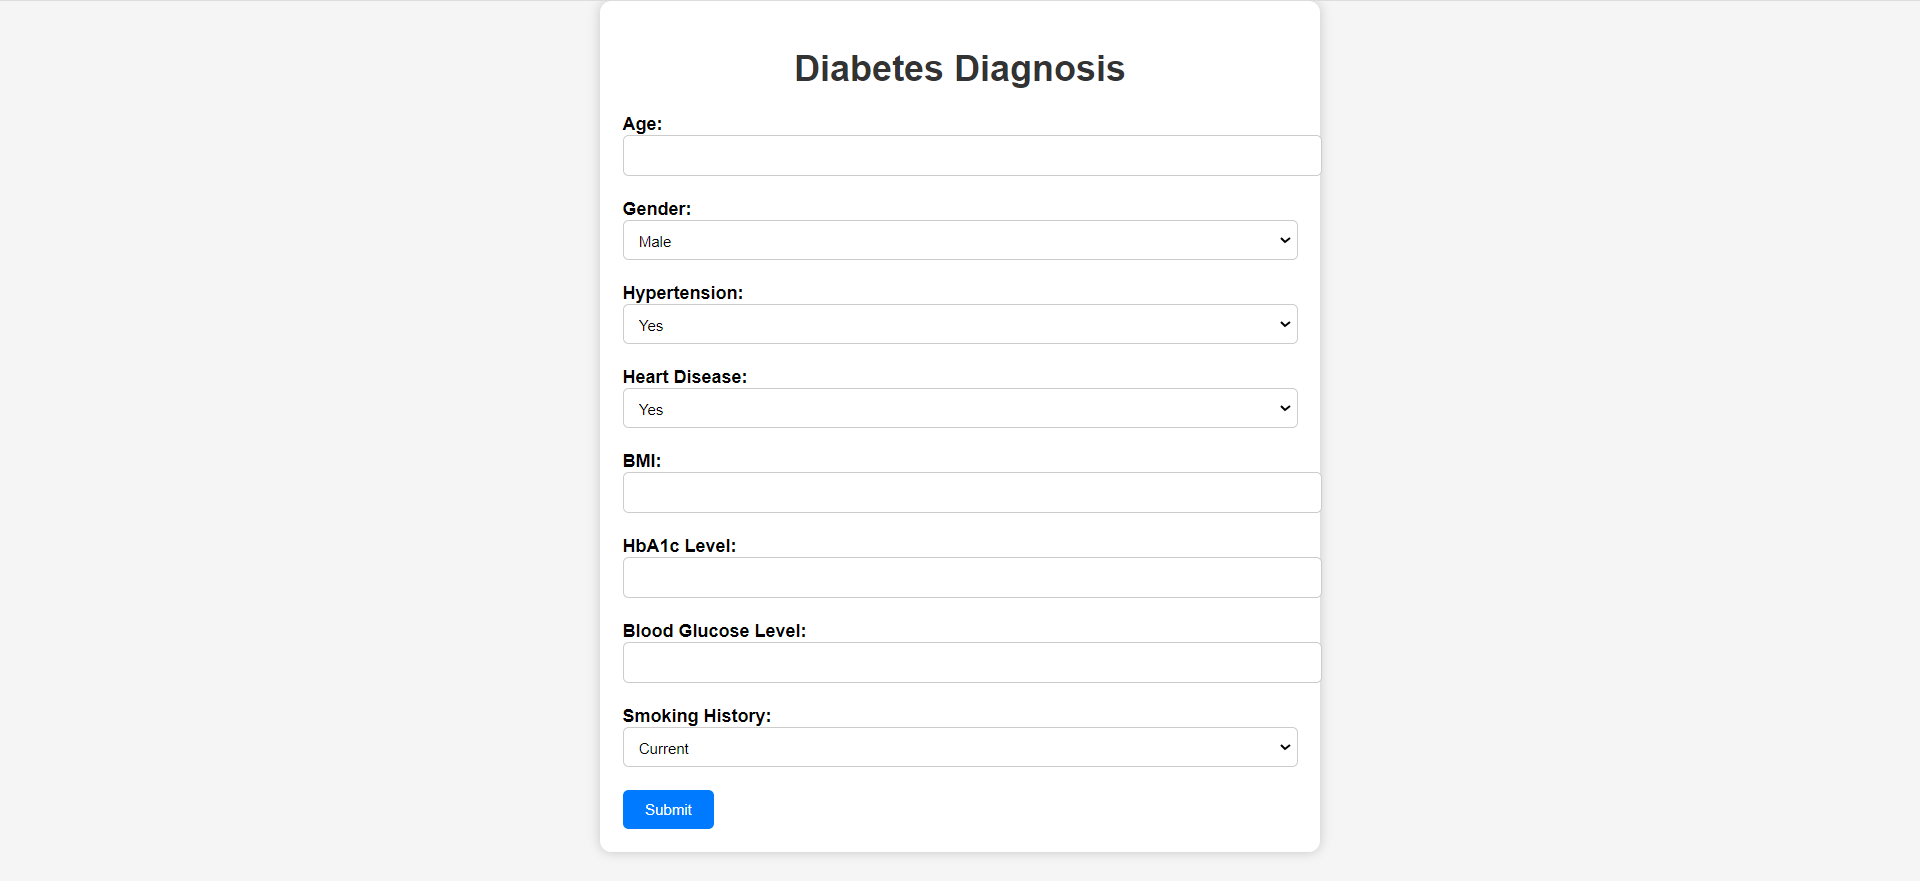 Diabetes Diagnosis
Age:
Gender:
Male
Hypertension:
Yes
Heart Disease:
Yes
BMI:
HbA1c Level:
Blood Glucose Level:
Smoking History:
Current
Submit